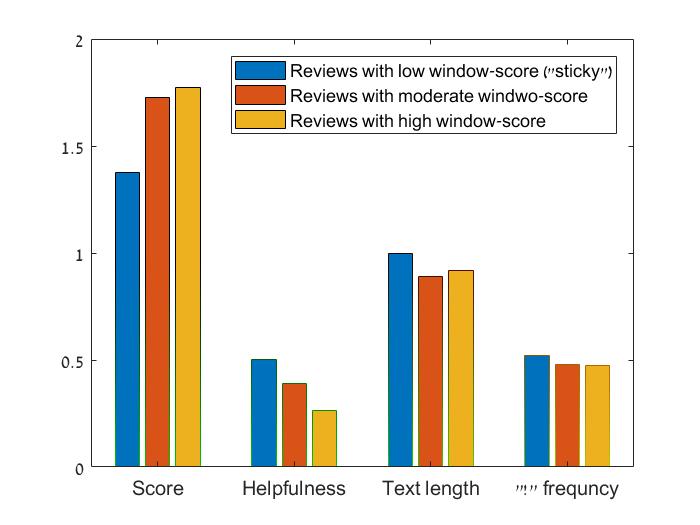 2
Reviews with low window-score ("sticky")
Reviews with moderate windwo-score
Reviews with high window-score
1.5
1
0.5
0
Score Helpfulness Text length "!" frequncy